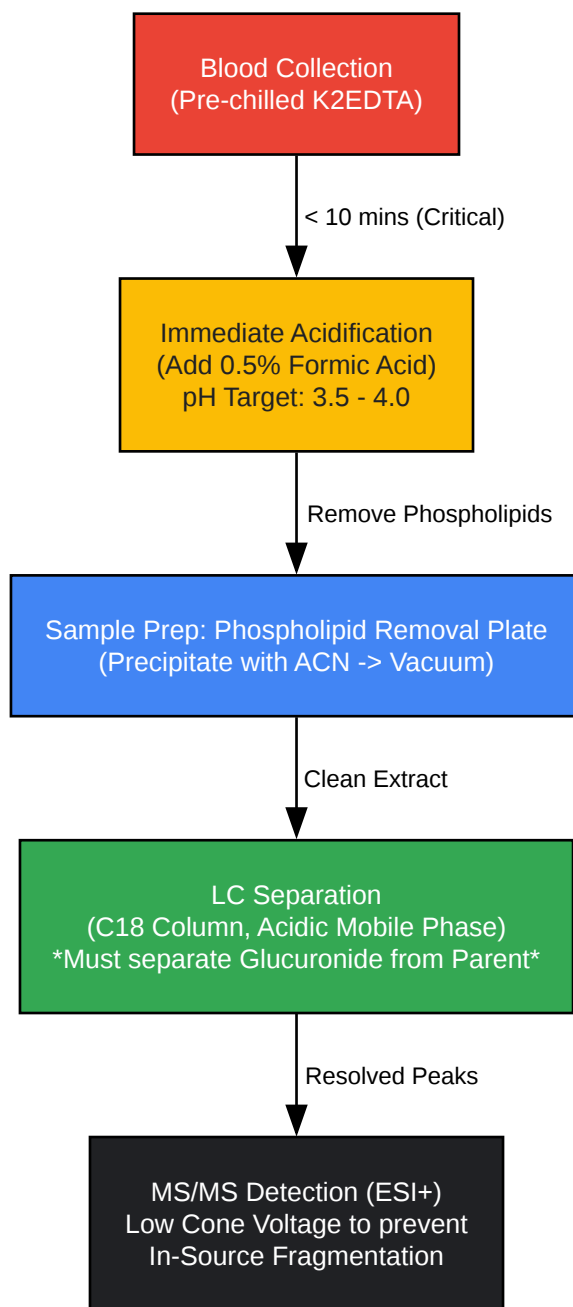 Blood Collection
(Pre-chilled K2EDTA)
< 10 mins (Critical)
Immediate Acidification
(Add 0.5% Formic Acid)
pH Target: 3.5 - 4.0
Remove Phospholipids
Sample Prep: Phospholipid Removal Plate
(Precipitate with ACN -> Vacuum)
Clean Extract
LC Separation
(C18 Column, Acidic Mobile Phase)
*Must separate Glucuronide from Parent*
Resolved Peaks
MS/MS Detection (ESI+)
Low Cone Voltage to prevent
In-Source Fragmentation